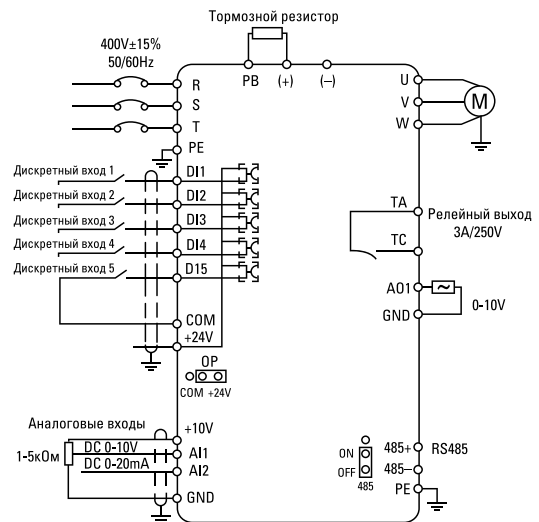 Тормозной резистор
400V±15%
50/60Hz
PB (+) (–)
R
S
T
PE
U
V
W
M
Дискретный вход 1
DI1
Дискретный вход 2
DI2
Дискретный вход 3
DI3
Дискретный вход 4
DI4
Дискретный вход 5
D15
COM
+24V
OP
COM +24V
TA
Релейный выход
3A/250V
TC
AO1
0-10V
GND
Аналоговые входы
+10V
DC 0-10V
AI1
1-5кОм
DC 0-20mA
AI2
GND
ON
OFF
485
485+ RS485
485–
PE